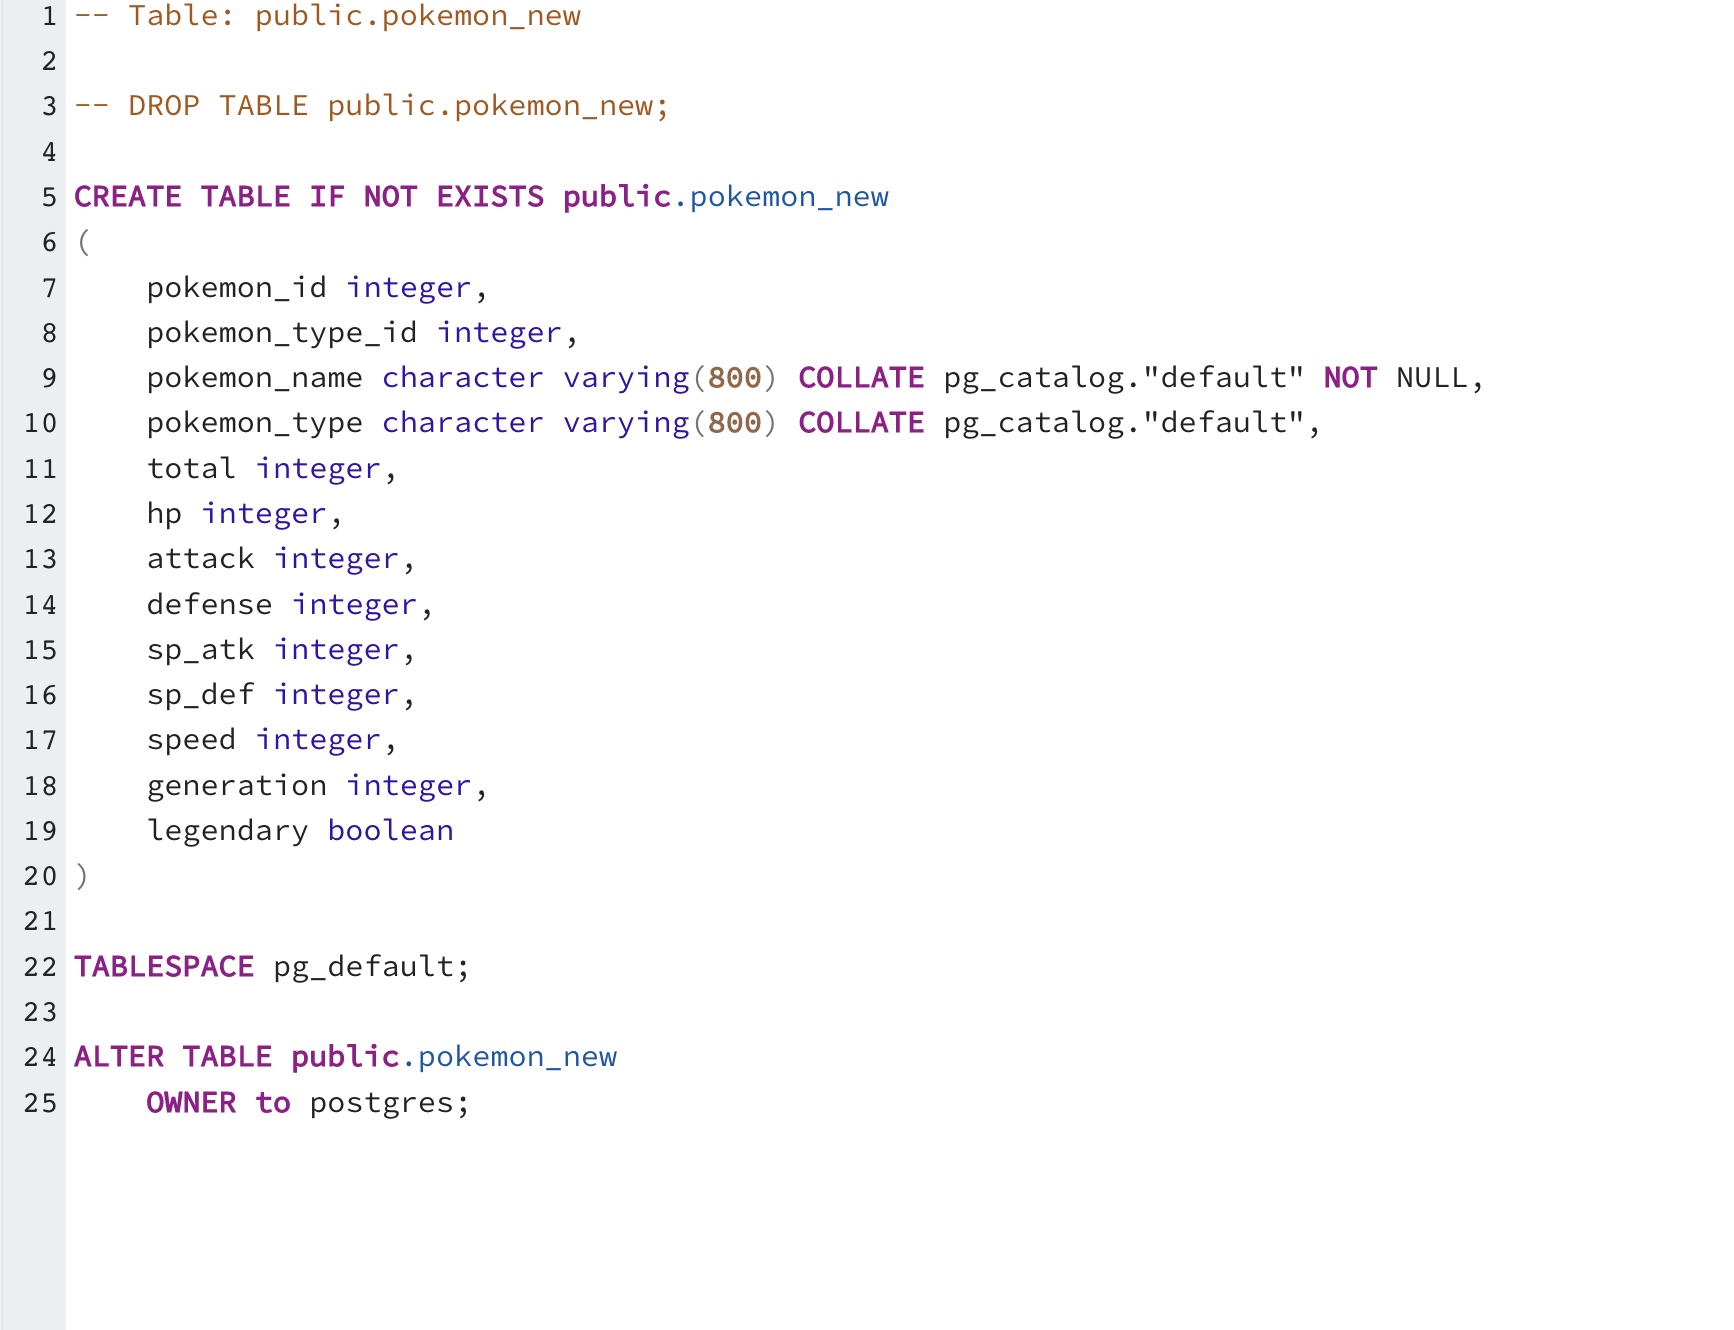 1 -- Table: public.pokemon_new
2
3 -- DROP TABLE public.pokemon_new;
4
5 CREATE TABLE IF NOT EXISTS public.pokemon_new
6 (
7     pokemon_id integer,
8     pokemon_type_id integer,
9     pokemon_name character varying(800) COLLATE pg_catalog."default" NOT NULL,
10     pokemon_type character varying(800) COLLATE pg_catalog."default",
11     total integer,
12     hp integer,
13     attack integer,
14     defense integer,
15     sp_atk integer,
16     sp_def integer,
17     speed integer,
18     generation integer,
19     legendary boolean
20 )
21
22 TABLESPACE pg_default;
23
24 ALTER TABLE public.pokemon_new
25     OWNER to postgres;